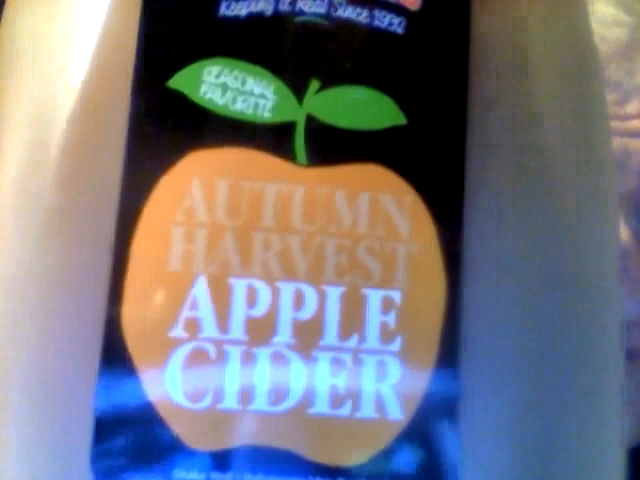 Keeping it Real Since 1932
SEASONAL
FAVORITE
AUTUMN
HARVEST
APPLE
CIDER